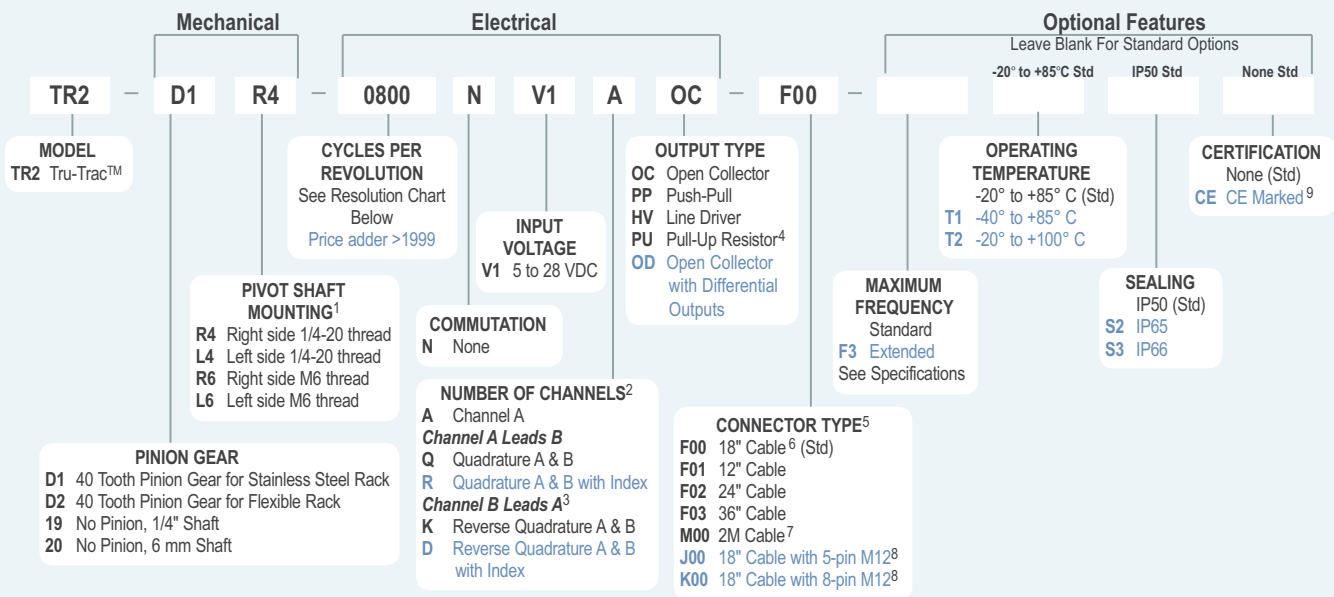 Mechanical
Electrical
Optional Features
Leave Blank For Standard Options
-20° to +85°C Std
IP50 Std
None Std
TR2 – D1 R4 – 0800 N V1 A OC – F00 –
MODEL
TR2 Tru-Trac™
CYCLES PER
REVOLUTION
See Resolution Chart
Below
Price adder >1999
OUTPUT TYPE
OC Open Collector
PP Push-Pull
HV Line Driver
PU Pull-Up Resistor4
OD Open Collector
with Differential
Outputs
OPERATING
TEMPERATURE
-20° to +85° C (Std)
T1 -40° to +85° C
T2 -20° to +100° C
CERTIFICATION
None (Std)
CE CE Marked9
INPUT
VOLTAGE
V1 5 to 28 VDC
PIVOT SHAFT
MOUNTING1
R4 Right side 1/4-20 thread
L4 Left side 1/4-20 thread
R6 Right side M6 thread
L6 Left side M6 thread
COMMUTATION
N None
MAXIMUM
FREQUENCY
Standard
F3 Extended
See Specifications
SEALING
IP50 (Std)
S2 IP65
S3 IP66
NUMBER OF CHANNELS2
A Channel A
Channel A Leads B
Q Quadrature A & B
R Quadrature A & B with Index
Channel B Leads A3
K Reverse Quadrature A & B
D Reverse Quadrature A & B
with Index
CONNECTOR TYPE5
F00 18" Cable6 (Std)
F01 12" Cable
F02 24" Cable
F03 36" Cable
M00 2M Cable7
J00 18" Cable with 5-pin M128
K00 18" Cable with 8-pin M128
PINION GEAR
D1 40 Tooth Pinion Gear for Stainless Steel Rack
D2 40 Tooth Pinion Gear for Flexible Rack
19 No Pinion, 1/4" Shaft
20 No Pinion, 6 mm Shaft